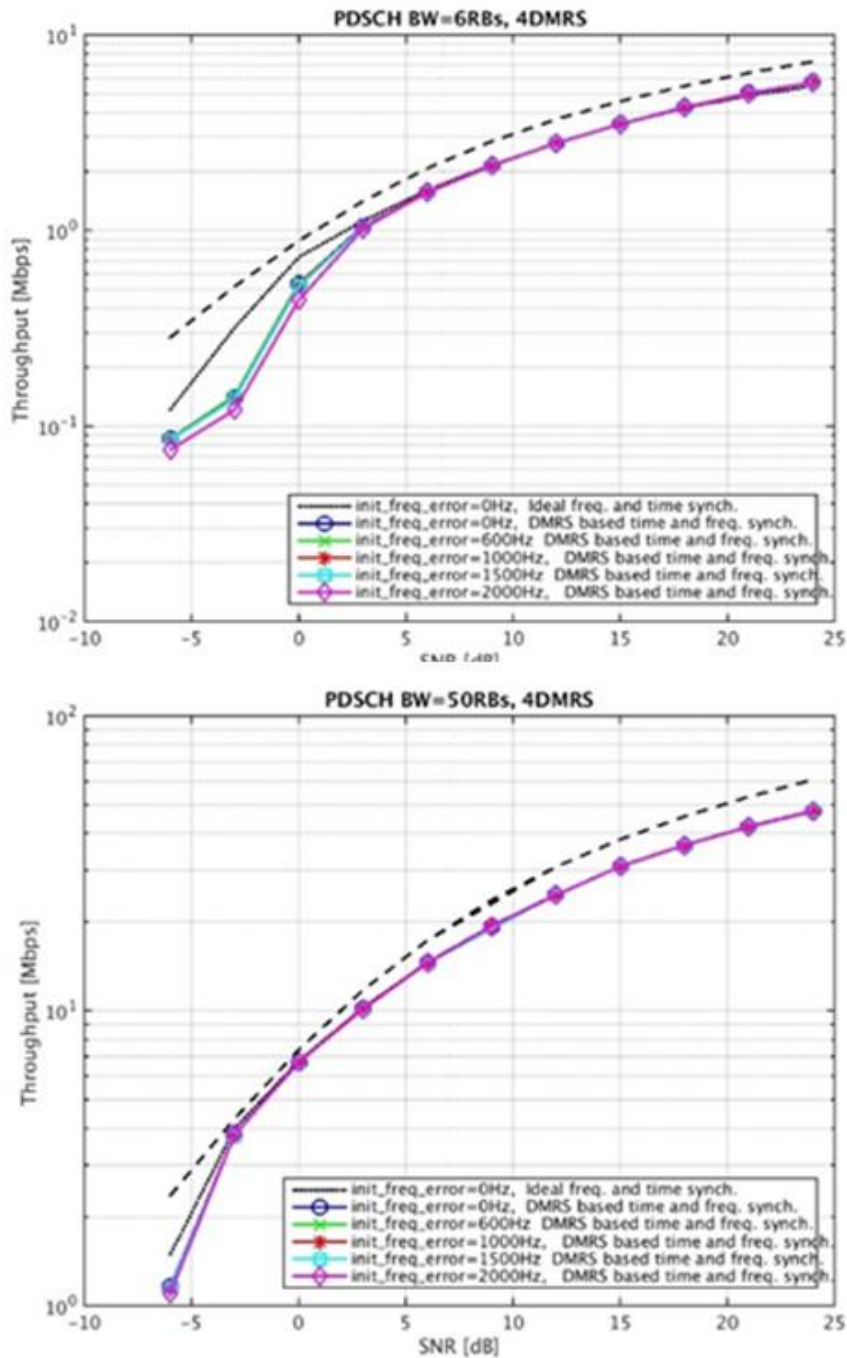 PDSCH BW=6RBs, 4DMRS
10^1
10^0
10^-1
10^-2
Throughput [Mbps]
init_freq_error=0Hz, Ideal freq. and time synch.
init_freq_error=0Hz, DMRS based time and freq. synch.
init_freq_error=600Hz DMRS based time and freq. synch.
init_freq_error=1000Hz, DMRS based time and freq. synch.
init_freq_error=1500Hz DMRS based time and freq. synch.
init_freq_error=2000Hz, DMRS based time and freq. synch.
-10 -5 0 5 10 15 20 25
SNR [dB]
PDSCH BW=50RBs, 4DMRS
10^2
10^1
10^0
Throughput [Mbps]
init_freq_error=0Hz, Ideal freq. and time synch.
init_freq_error=0Hz, DMRS based time and freq. synch.
init_freq_error=600Hz DMRS based time and freq. synch.
init_freq_error=1000Hz, DMRS based time and freq. synch.
init_freq_error=1500Hz DMRS based time and freq. synch.
init_freq_error=2000Hz, DMRS based time and freq. synch.
-10 -5 0 5 10 15 20 25
SNR [dB]